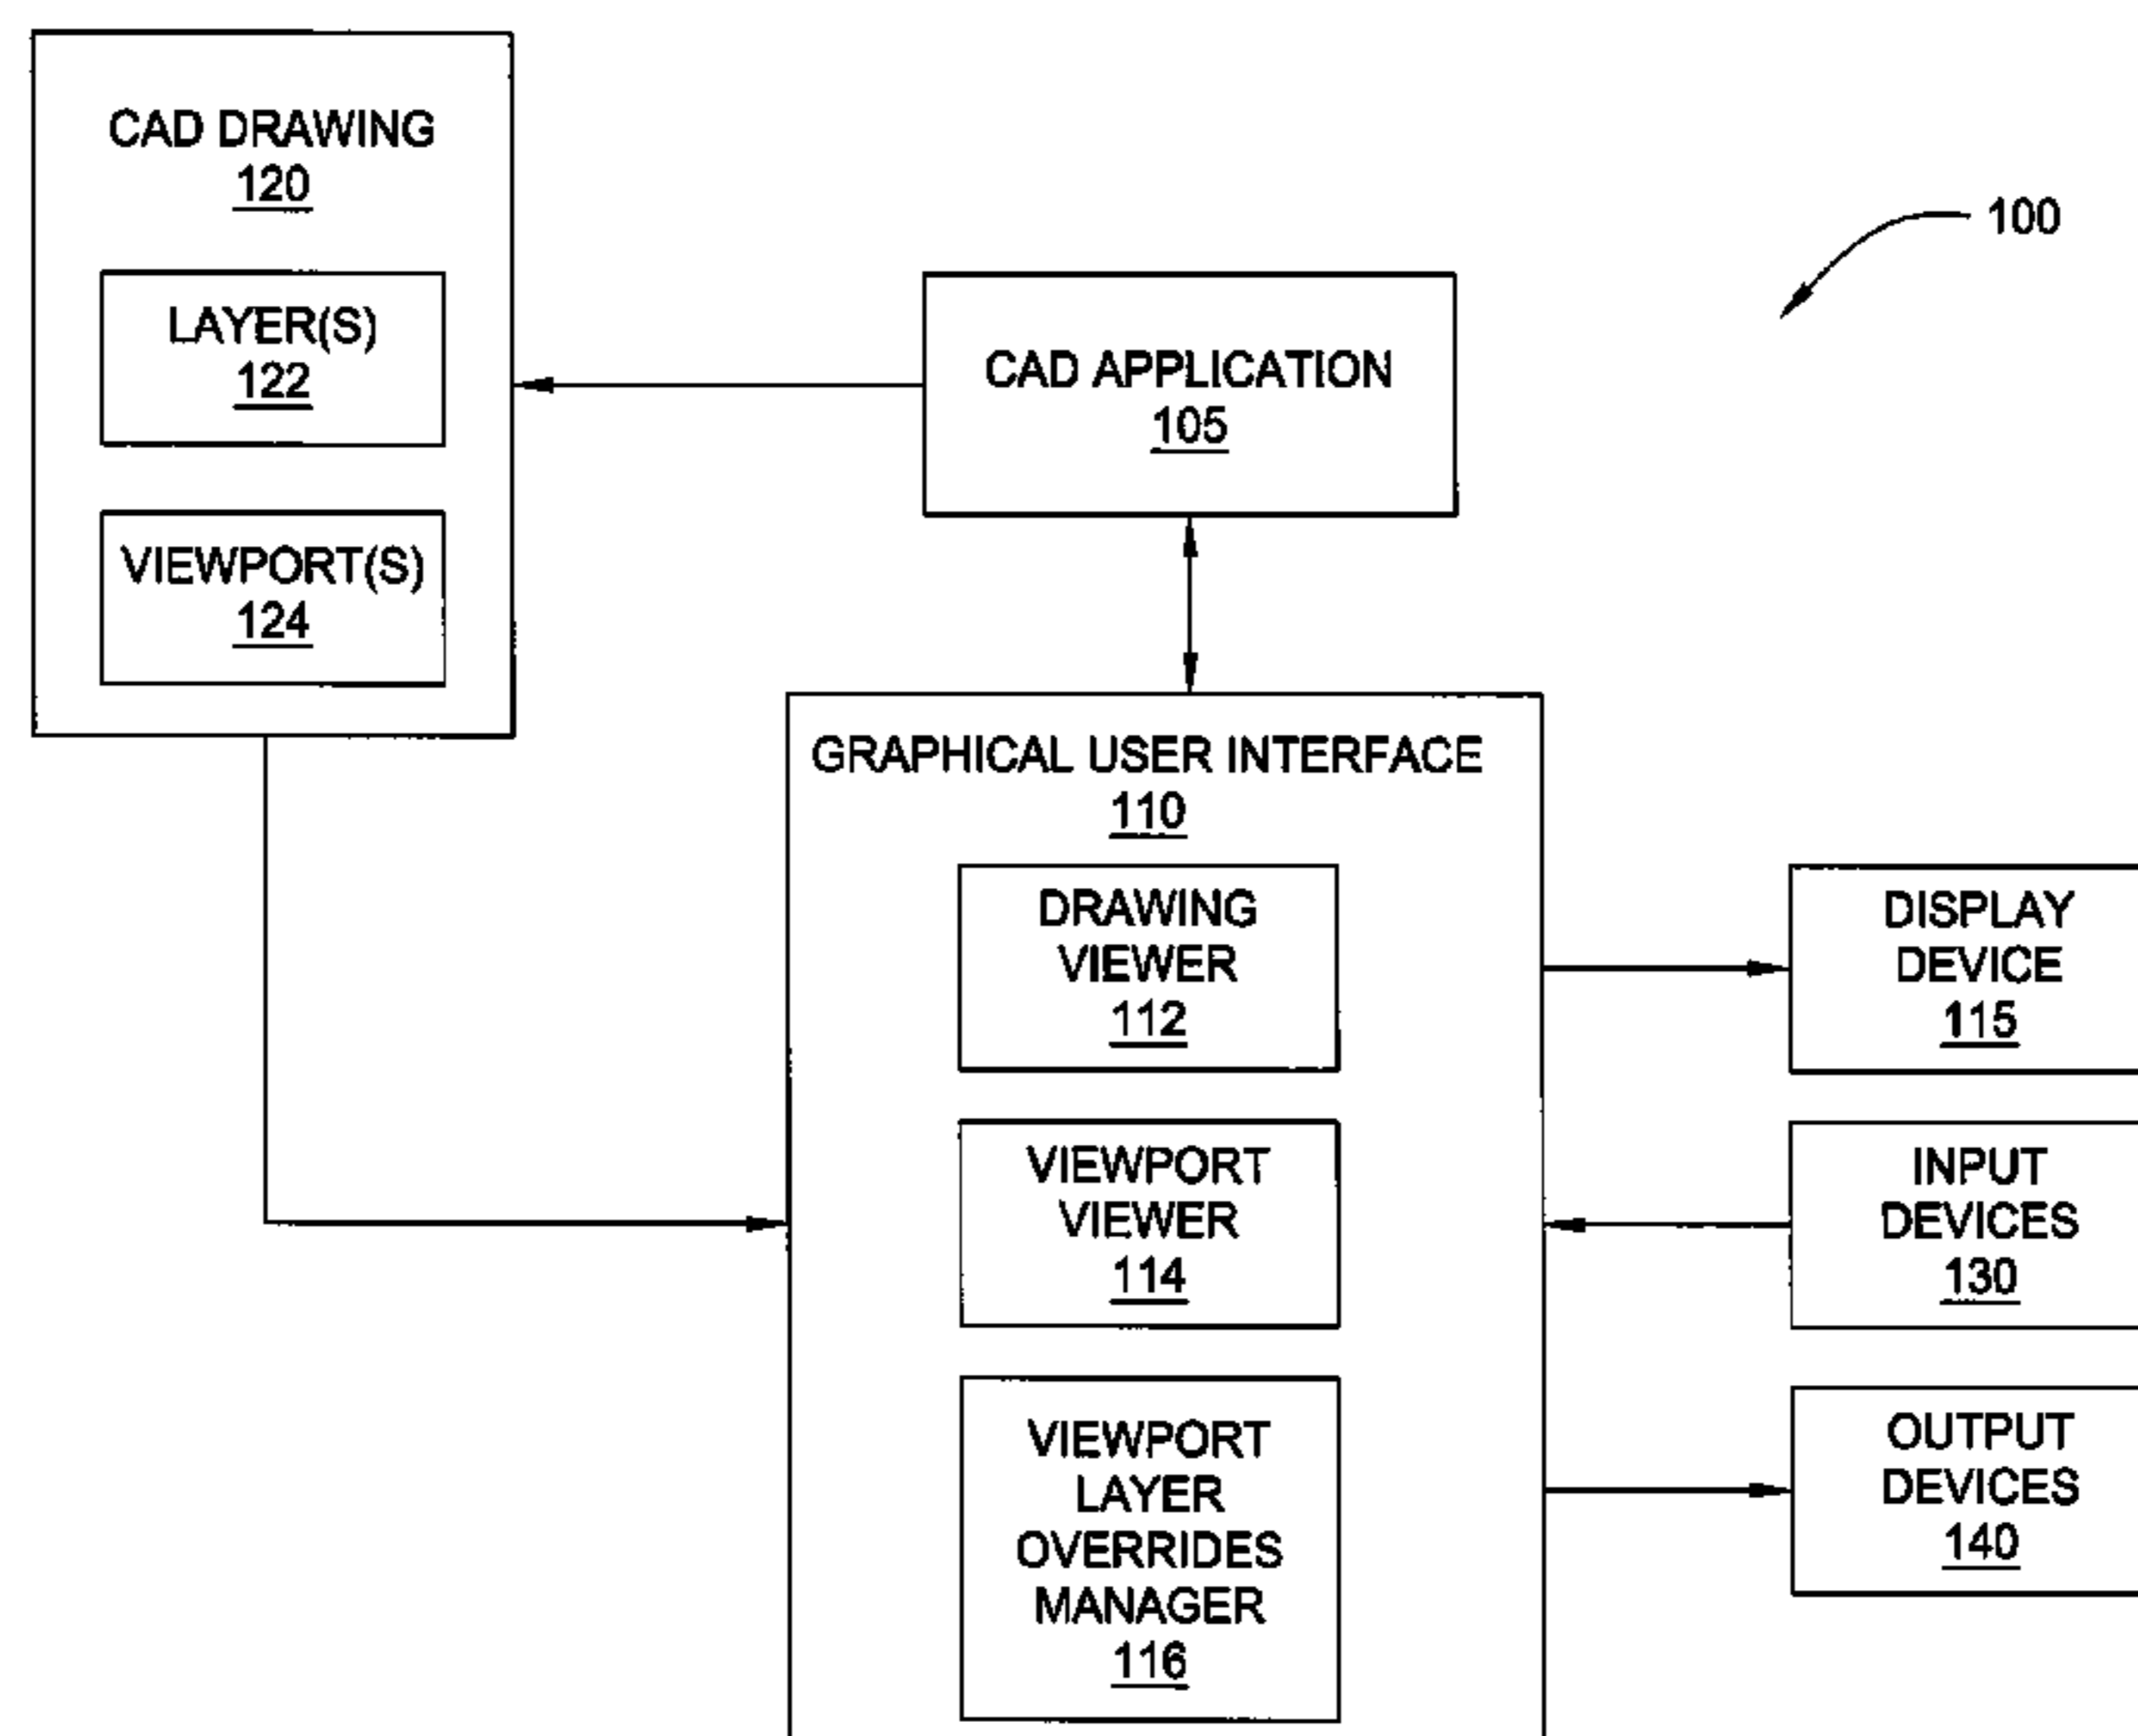 CAD DRAWING
120
LAYER(S)
122
VIEWPORT(S)
124
CAD APPLICATION
105
100
GRAPHICAL USER INTERFACE
110
DRAWING
VIEWER
112
VIEWPORT
VIEWER
114
VIEWPORT
LAYER
OVERRIDES
MANAGER
116
DISPLAY
DEVICE
115
INPUT
DEVICES
130
OUTPUT
DEVICES
140